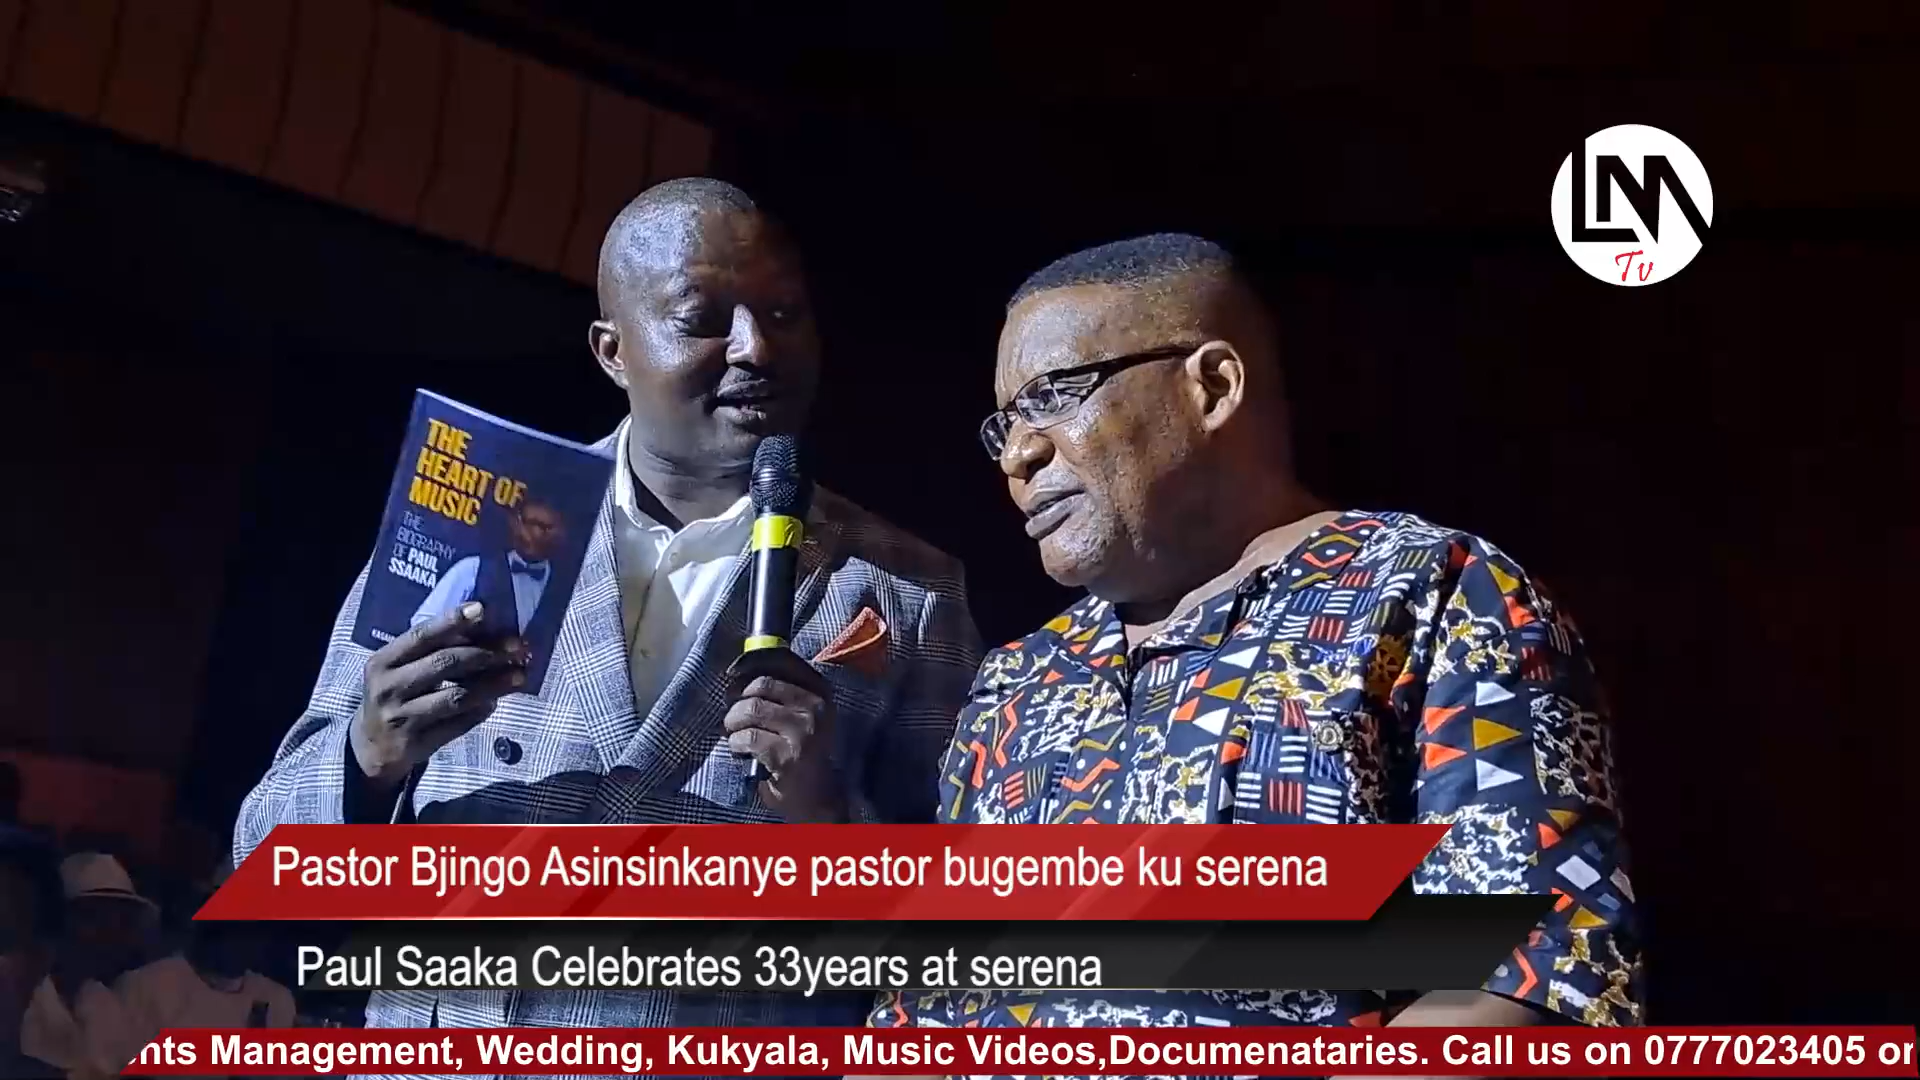 LM
Tv
THE
HEART OF
MUSIC
THE
BIOGRAPHY
OF PAUL
SSAAKA
Pastor Bjingo Asinsinkanye pastor bugembe ku serena
Paul Saaka Celebrates 33years at serena
nts Management, Wedding, Kukyala, Music Videos,Documenataries. Call us on 0777023405 or